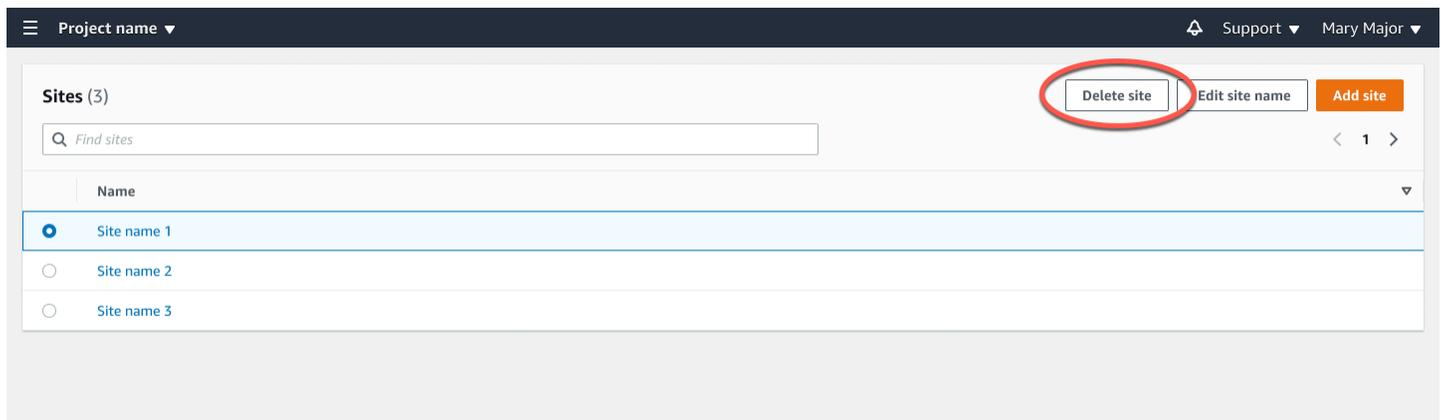 Project name Support Mary Major
Sites (3) Delete site Edit site name Add site
Find sites 1
Name
Site name 1
Site name 2
Site name 3